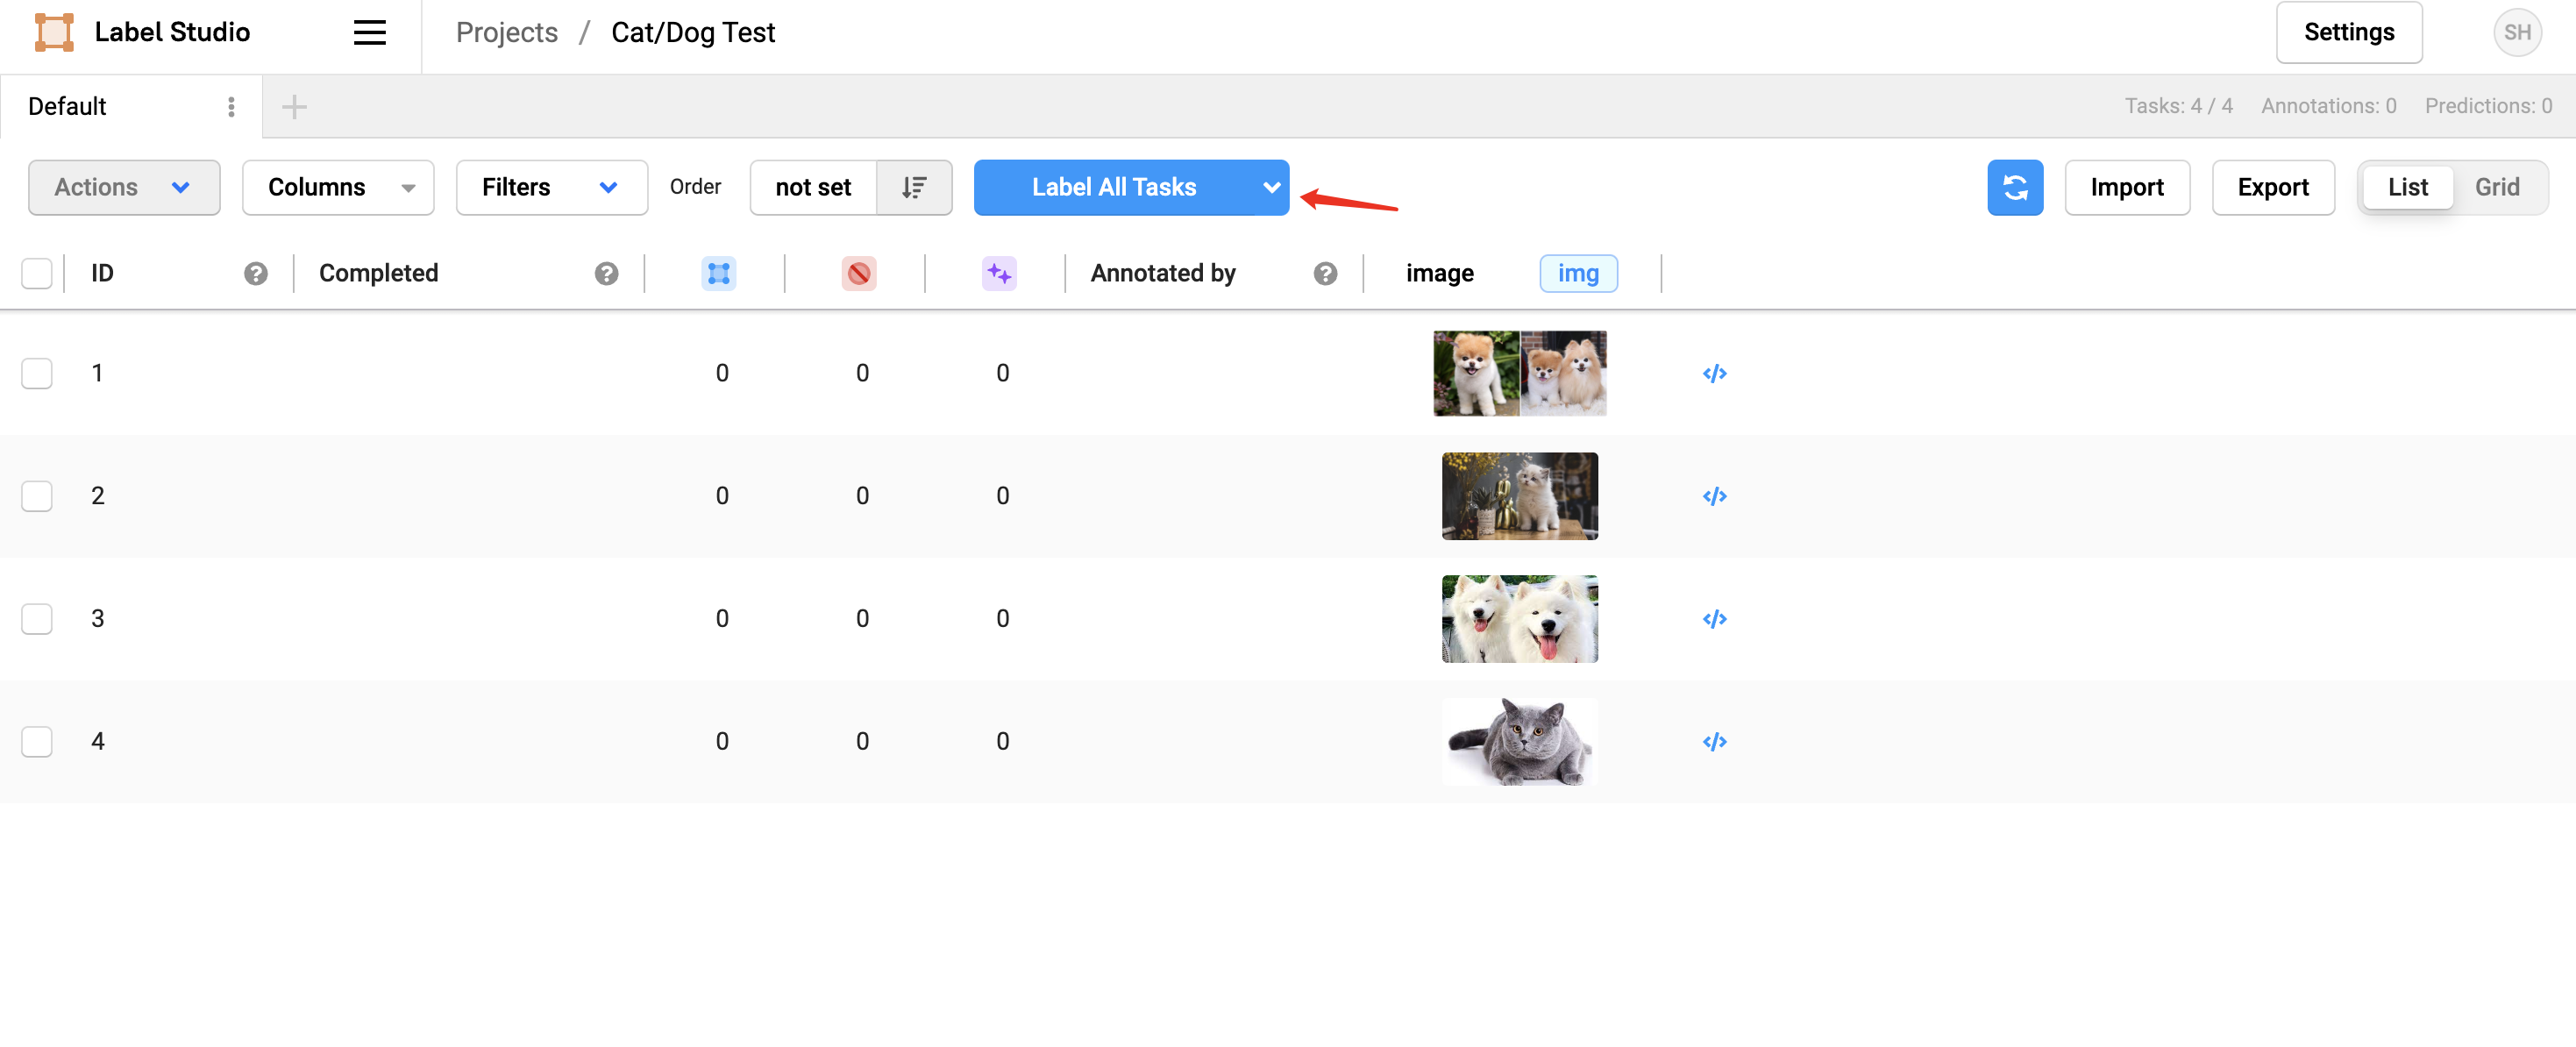 Label Studio Projects / Cat/Dog Test Settings SH
Default Tasks: 4 / 4 Annotations: 0 Predictions: 0
Actions Columns Filters Order not set Label All Tasks Import Export List Grid
ID Completed Annotated by image img
1 0 0 0
2 0 0 0
3 0 0 0
4 0 0 0